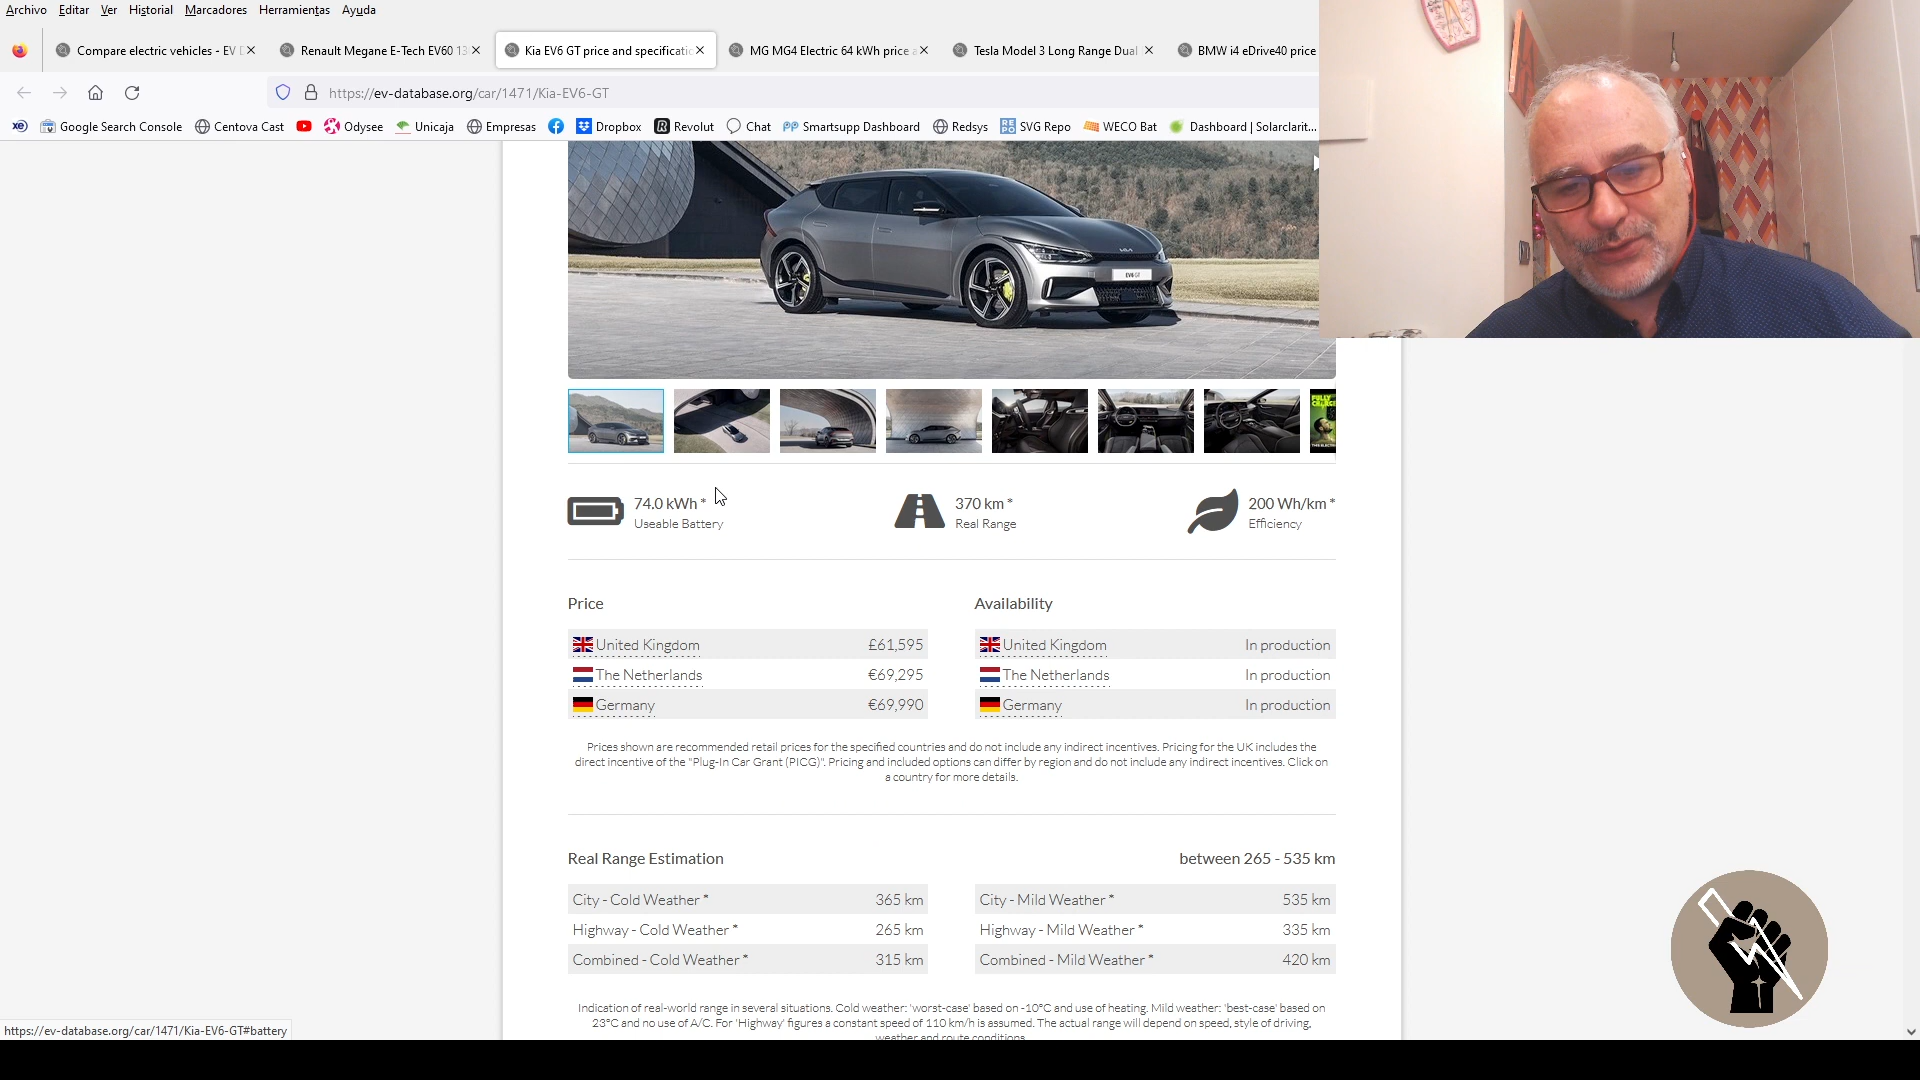 Archivo Editar Ver Historial Marcadores Herramientas Ayuda
Compare electric vehicles - EV D
Renault Megane E-Tech EV60 13
Kia EV6 GT price and specificatio
MG MG4 Electric 64 kWh price a
Tesla Model 3 Long Range Dual
BMW i4 eDrive40 price
https://ev-database.org/car/1471/Kia-EV6-GT
Google Search Console
Centova Cast
Odysee
Unicaja
Empresas
Dropbox
Revolut
Chat
Smartsupp Dashboard
Redsys
SVG Repo
WECO Bat
Dashboard | Solarclarit...
EV6 GT
FULLY
74.0 kWh *
Useable Battery
370 km *
Real Range
200 Wh/km *
Efficiency
Price
United Kingdom £61,595
The Netherlands €69,295
Germany €69,990
Availability
United Kingdom In production
The Netherlands In production
Germany In production
Prices shown are recommended retail prices for the specified countries and do not include any indirect incentives. Pricing for the UK includes the
direct incentive of the "Plug-In Car Grant (PICG)". Pricing and included options can differ by region and do not include any indirect incentives. Click on
a country for more details.
Real Range Estimation between 265 - 535 km
City - Cold Weather * 365 km
Highway - Cold Weather * 265 km
Combined - Cold Weather * 315 km
City - Mild Weather * 535 km
Highway - Mild Weather * 335 km
Combined - Mild Weather * 420 km
Indication of real-world range in several situations. Cold weather: 'worst-case' based on -10°C and use of heating. Mild weather: 'best-case' based on
23°C and no use of A/C. For 'Highway' figures a constant speed of 110 km/h is assumed. The actual range will depend on speed, style of driving,
weather and route conditions.
https://ev-database.org/car/1471/Kia-EV6-GT#battery